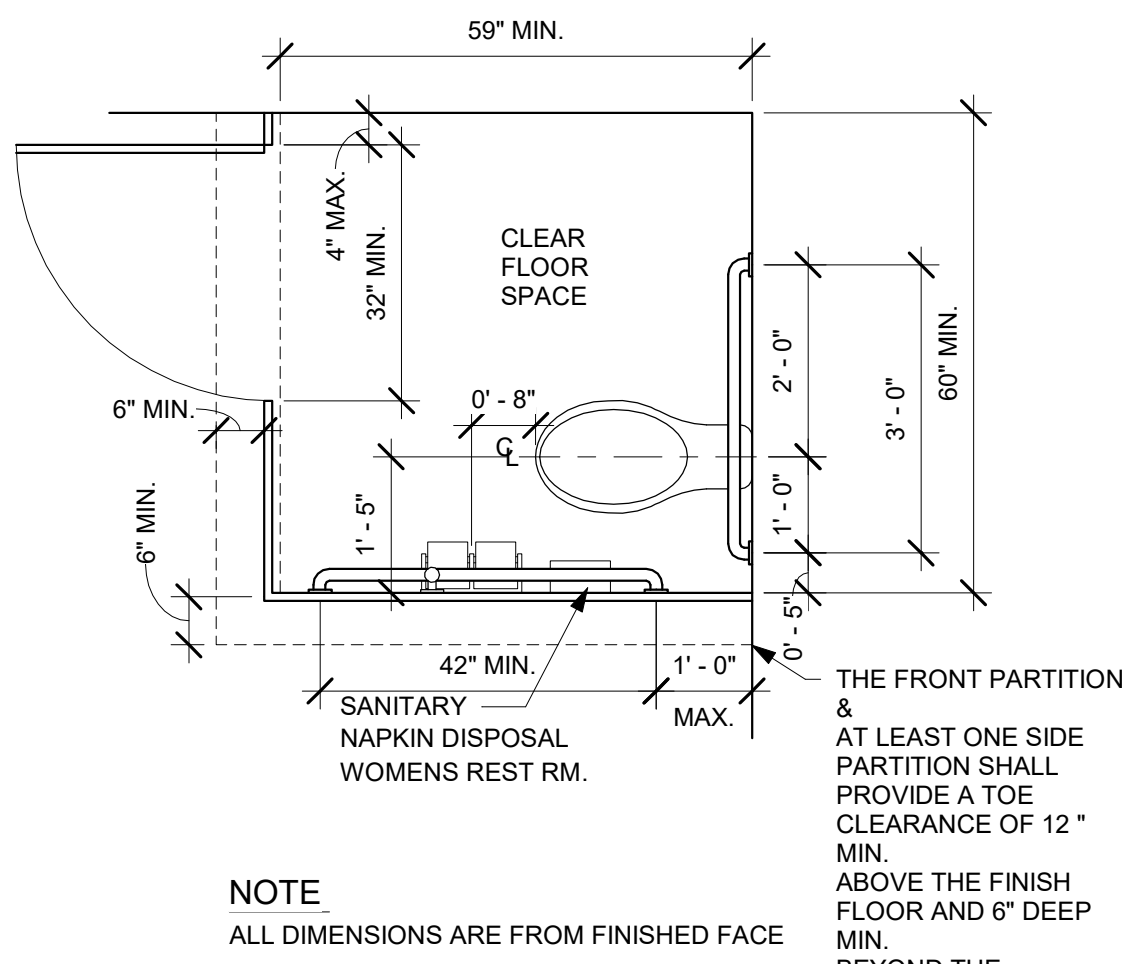 59" MIN.
4" MAX.
32" MIN.
CLEAR
FLOOR
SPACE
2' - 0"
3' - 0"
60" MIN.
6" MIN.
0' - 8"
CL
1' - 5"
1' - 0"
6" MIN.
0' - 5"
42" MIN.
1' - 0"
MAX.
SANITARY
NAPKIN DISPOSAL
WOMENS REST RM.
THE FRONT PARTITION
&
AT LEAST ONE SIDE
PARTITION SHALL
PROVIDE A TOE
CLEARANCE OF 12 "
MIN.
ABOVE THE FINISH
FLOOR AND 6" DEEP
MIN.
BEYOND THE
NOTE
ALL DIMENSIONS ARE FROM FINISHED FACE